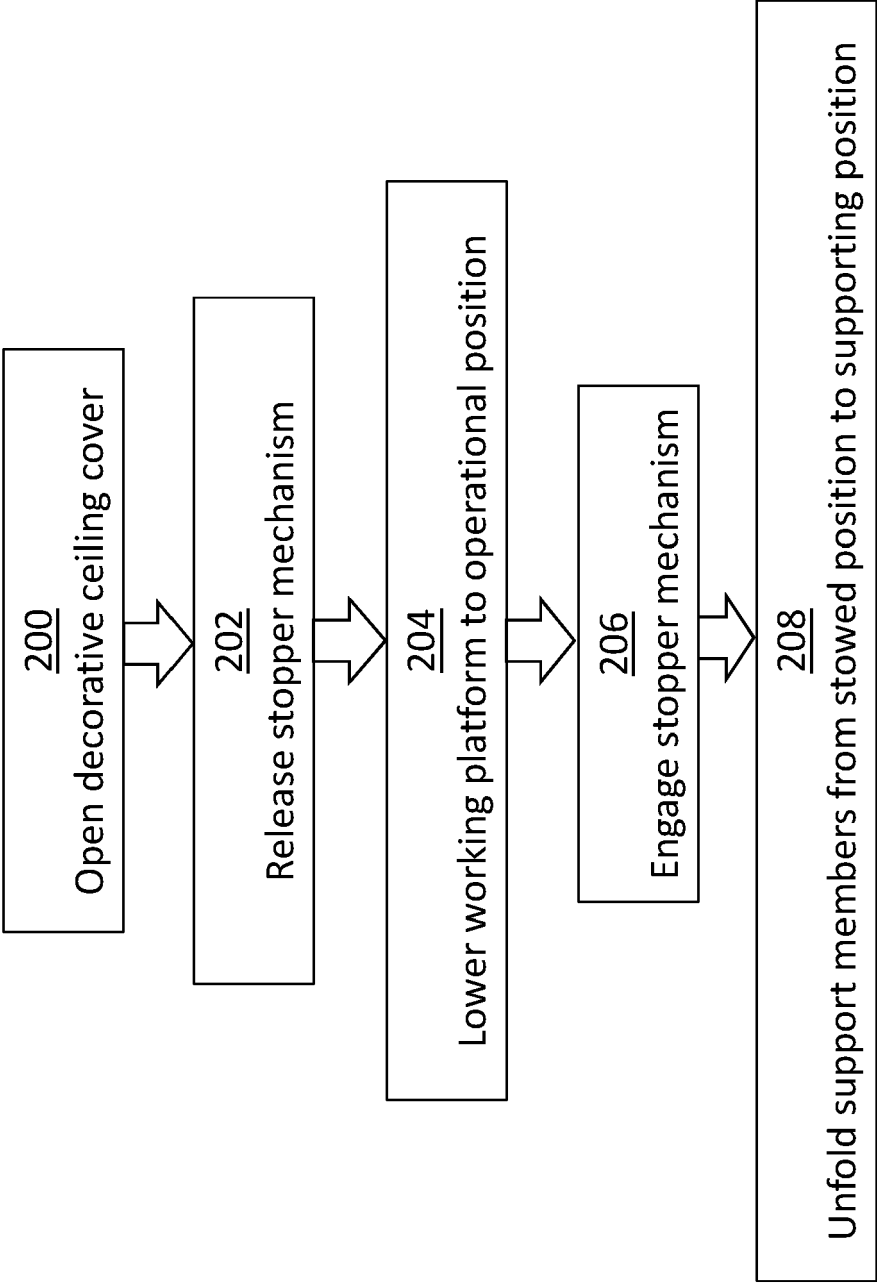 200
Open decorative ceiling cover
202
Release stopper mechanism
204
Lower working platform to operational position
206
Engage stopper mechanism
208
Unfold support members from stowed position to supporting position